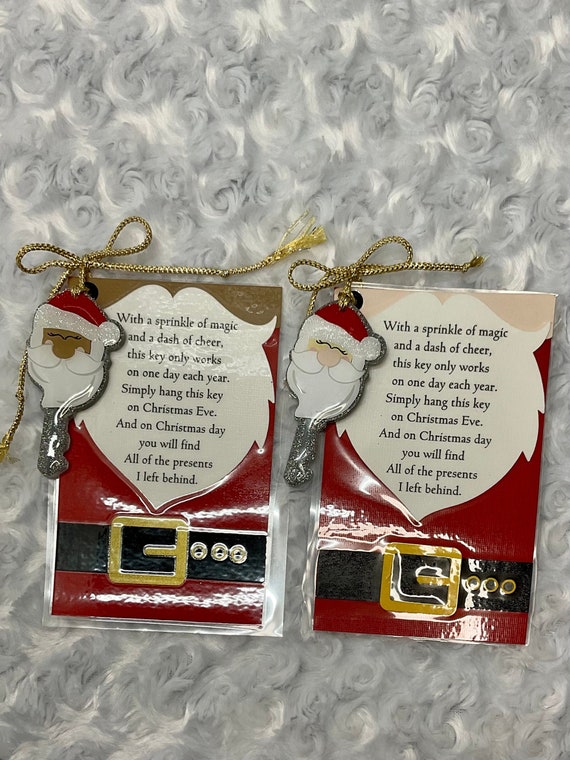 With a sprinkle of magic
and a dash of cheer,
this key only works
on one day each year.
Simply hang this key
on Christmas Eve.
And on Christmas day
you will find
All of the presents
I left behind.
With a sprinkle of magic
and a dash of cheer,
this key only works
on one day each year.
Simply hang this key
on Christmas Eve.
And on Christmas day
you will find
All of the presents
I left behind.